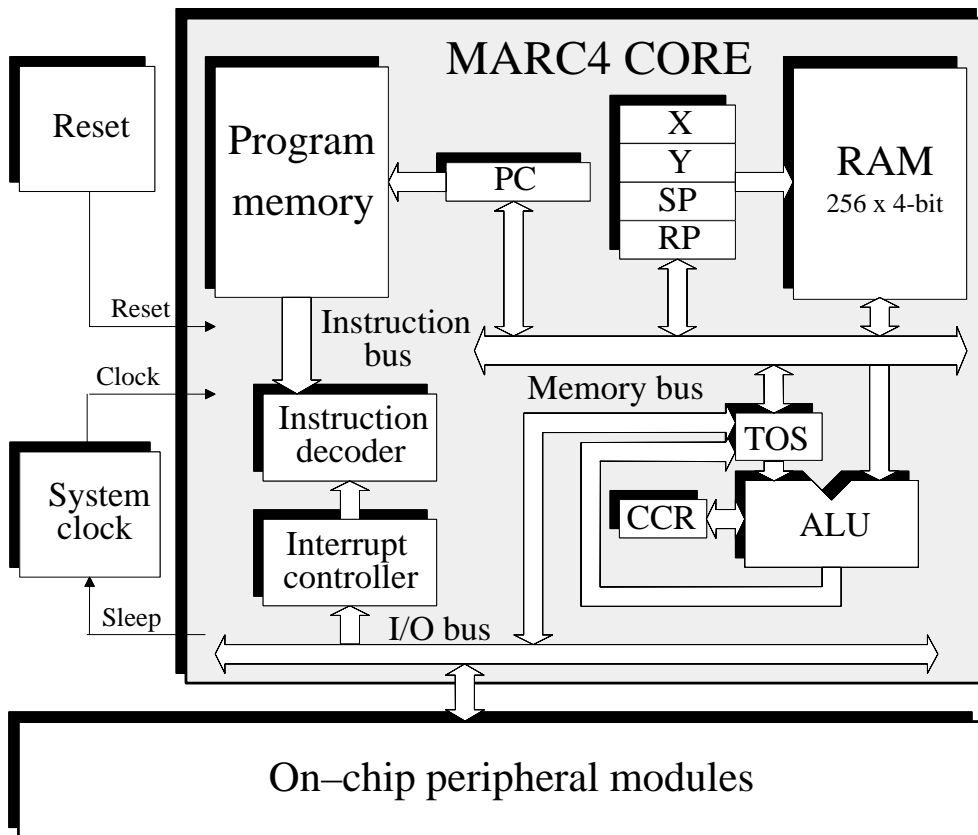 MARC4 CORE
Reset
Program
memory
PC
X
Y
SP
RP
RAM
256 x 4-bit
Reset
Instruction
bus
Clock
Memory bus
Instruction
decoder
TOS
System
clock
CCR
ALU
Interrupt
controller
Sleep
I/O bus
On–chip peripheral modules